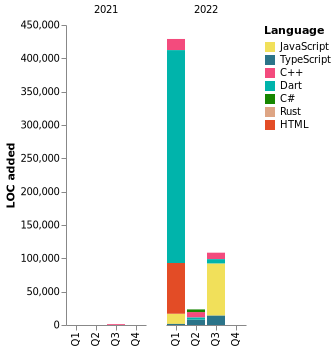 2021 2022
Language
JavaScript
TypeScript
C++
Dart
C#
Rust
HTML
LOC added
450,000
400,000
350,000
300,000
250,000
200,000
150,000
100,000
50,000
0
Q1 Q2 Q3 Q4 Q1 Q2 Q3 Q4